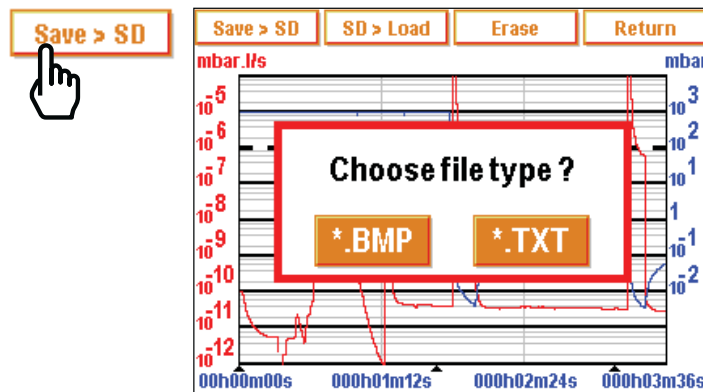 Save > SD
Save > SD SD > Load Erase Return
mbar.l/s mbar
10-5 103
10-6 102
10-7 101
10-8 1
10-9 10-1
10-10 10-2
10-11
10-12
Choose file type ?
*.BMP *.TXT
00h00m00s 000h01m12s 000h02m24s 000h03m36s